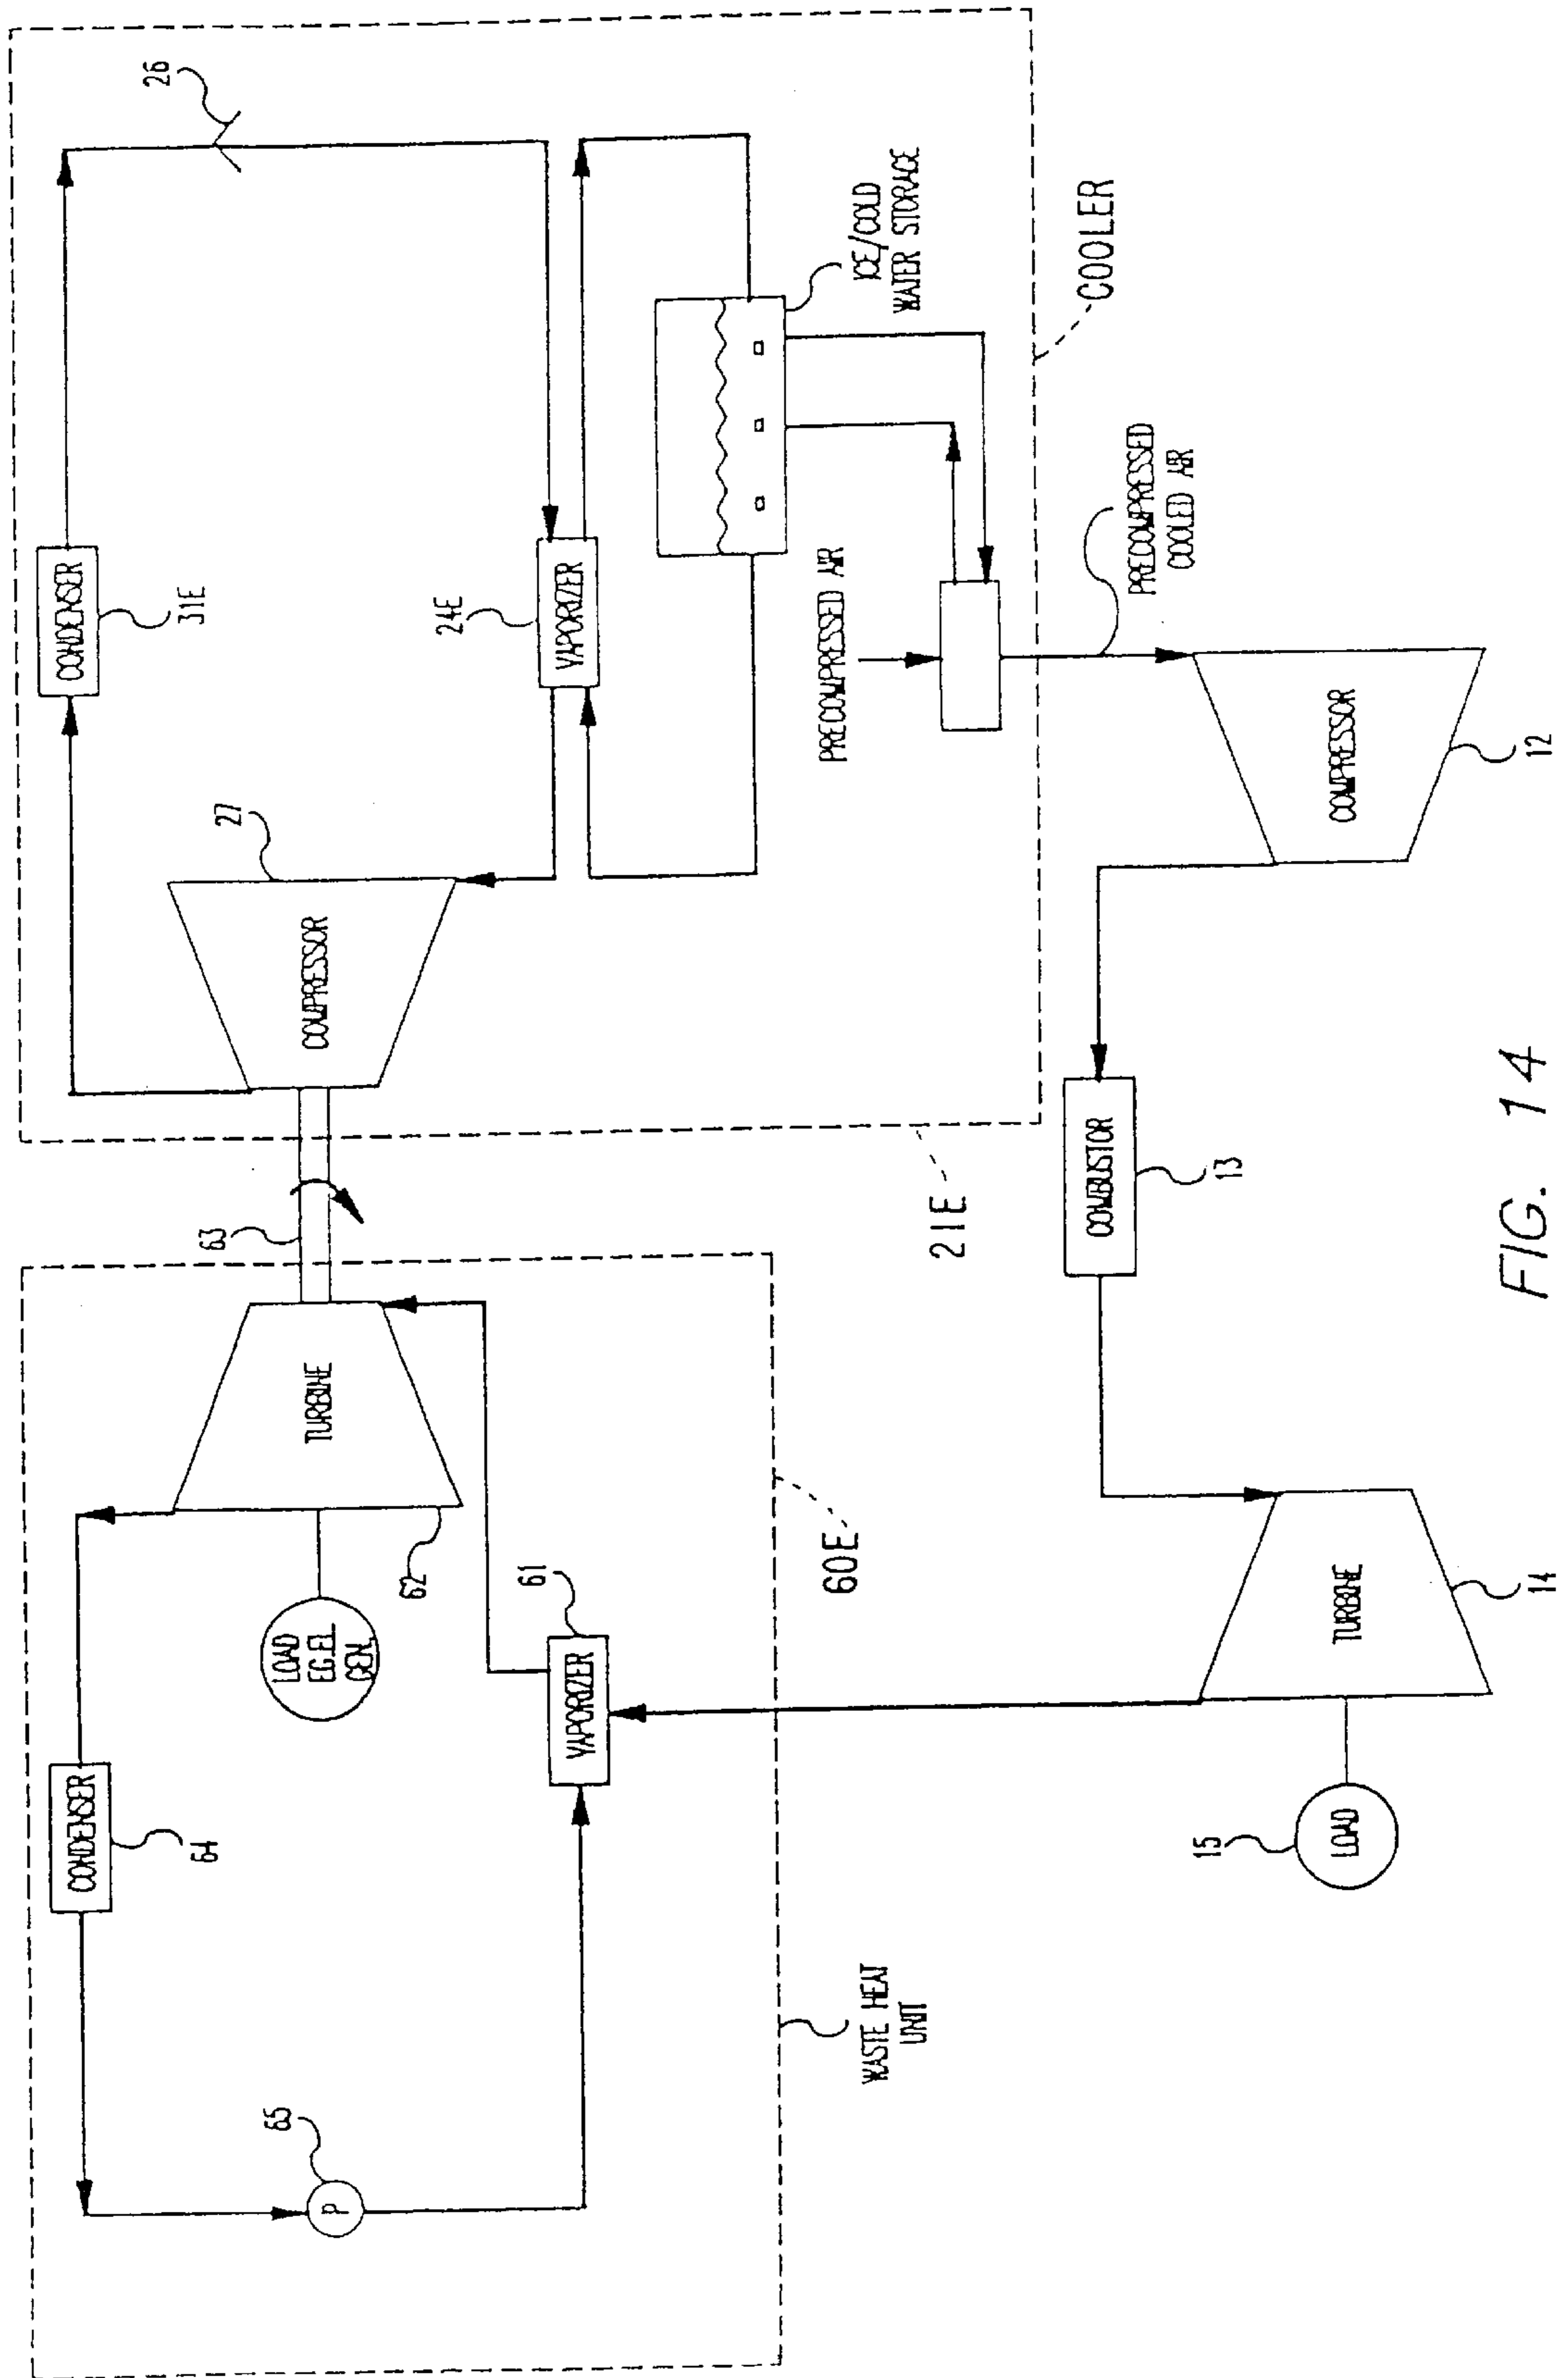 CONDENSER
64
65
P
LOAD
EG.EL
GEN.
TURBINE
62
63
61
VAPORIZER
WASTE HEAT
UNIT
60E
CONDENSER
31E
26
27
COMPRESSOR
24E
VAPORIZER
ICE/COLD
WATER STORAGE
PRECOMPRESSED AIR
21E
COOLER
PRECOMPRESSED
COOLED AIR
15
LOAD
TURBINE
14
COMBUSTOR
13
COMPRESSOR
12
FIG. 14